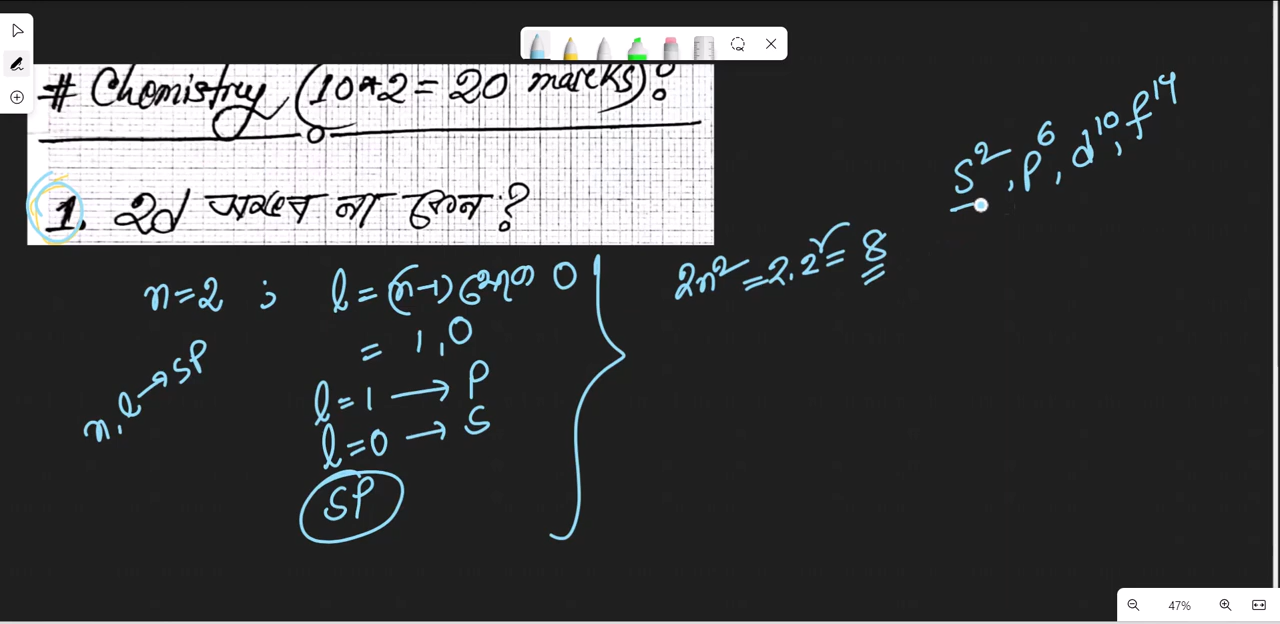 # Chemistry (10*2 = 20 marks):
1. 2d সম্ভব না কেন?
n=2 ; l = (n-1) থেকে 0
= 1, 0
l=1 → P
l=0 → S
SP
n, l → SP
2n² = 2.2² = 8
S², P⁶, d¹⁰, f¹⁴
47%